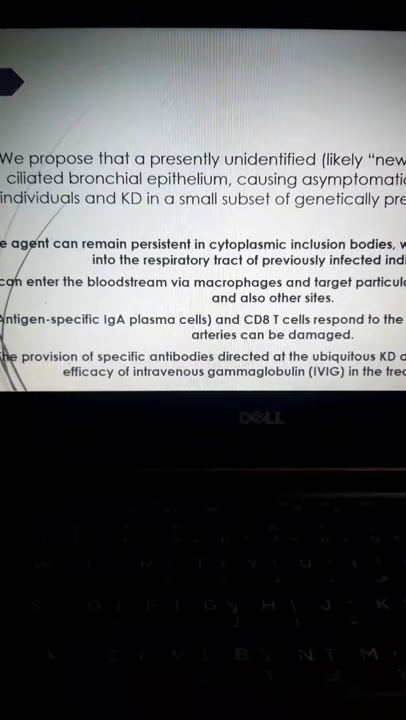 We propose that a presently unidentified (likely “new
ciliated bronchial epithelium, causing asymptomatic
individuals and KD in a small subset of genetically pre
e agent can remain persistent in cytoplasmic inclusion bodies, w
into the respiratory tract of previously infected indi
can enter the bloodstream via macrophages and target particula
and also other sites.
Antigen-specific IgA plasma cells) and CD8 T cells respond to the
arteries can be damaged.
he provision of specific antibodies directed at the ubiquitous KD a
efficacy of intravenous gammaglobulin (IVIG) in the trea
DELL
R T Y U I
S D F G H J K
V B N M